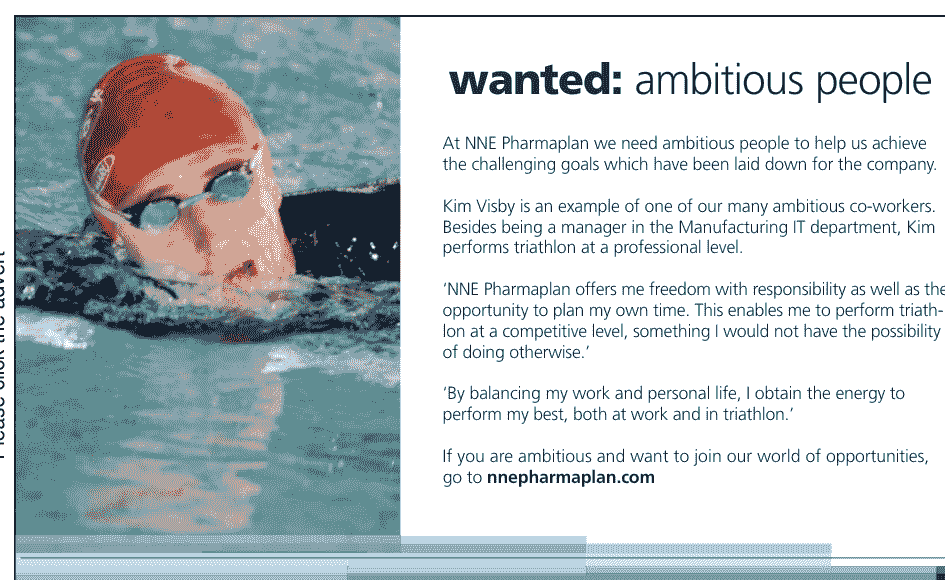 wanted: ambitious people
At NNE Pharmaplan we need ambitious people to help us achieve
the challenging goals which have been laid down for the company.
Kim Visby is an example of one of our many ambitious co-workers.
Besides being a manager in the Manufacturing IT department, Kim
performs triathlon at a professional level.
‘NNE Pharmaplan offers me freedom with responsibility as well as the
opportunity to plan my own time. This enables me to perform triath-
lon at a competitive level, something I would not have the possibility
of doing otherwise.’
‘By balancing my work and personal life, I obtain the energy to
perform my best, both at work and in triathlon.’
If you are ambitious and want to join our world of opportunities,
go to nnepharmaplan.com
Please click the advert